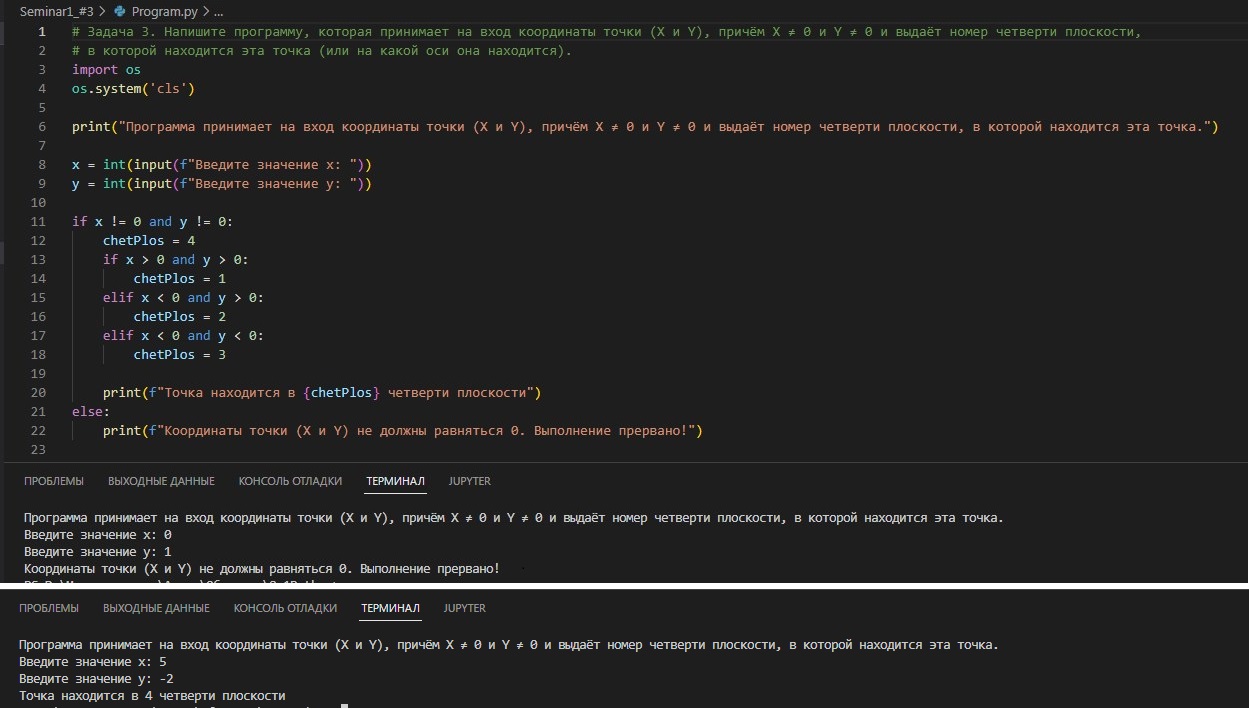 Seminar1_#3 > Program.py > ...
1 # Задача 3. Напишите программу, которая принимает на вход координаты точки (X и Y), причём X ≠ 0 и Y ≠ 0 и выдаёт номер четверти плоскости,
2 # в которой находится эта точка (или на какой оси она находится).
3 import os
4 os.system('cls')
5
6 print("Программа принимает на вход координаты точки (X и Y), причём X ≠ 0 и Y ≠ 0 и выдаёт номер четверти плоскости, в которой находится эта точка.")
7
8 x = int(input(f"Введите значение x: "))
9 y = int(input(f"Введите значение y: "))
10
11 if x != 0 and y != 0:
12     chetPlos = 4
13     if x > 0 and y > 0:
14         chetPlos = 1
15     elif x < 0 and y > 0:
16         chetPlos = 2
17     elif x < 0 and y < 0:
18         chetPlos = 3
19
20     print(f"Точка находится в {chetPlos} четверти плоскости")
21 else:
22     print(f"Координаты точки (X и Y) не должны равняться 0. Выполнение прервано!")
23
ПРОБЛЕМЫ ВЫХОДНЫЕ ДАННЫЕ КОНСОЛЬ ОТЛАДКИ ТЕРМИНАЛ JUPYTER
Программа принимает на вход координаты точки (X и Y), причём X ≠ 0 и Y ≠ 0 и выдаёт номер четверти плоскости, в которой находится эта точка.
Введите значение x: 0
Введите значение y: 1
Координаты точки (X и Y) не должны равняться 0. Выполнение прервано!
ПРОБЛЕМЫ ВЫХОДНЫЕ ДАННЫЕ КОНСОЛЬ ОТЛАДКИ ТЕРМИНАЛ JUPYTER
Программа принимает на вход координаты точки (X и Y), причём X ≠ 0 и Y ≠ 0 и выдаёт номер четверти плоскости, в которой находится эта точка.
Введите значение x: 5
Введите значение y: -2
Точка находится в 4 четверти плоскости